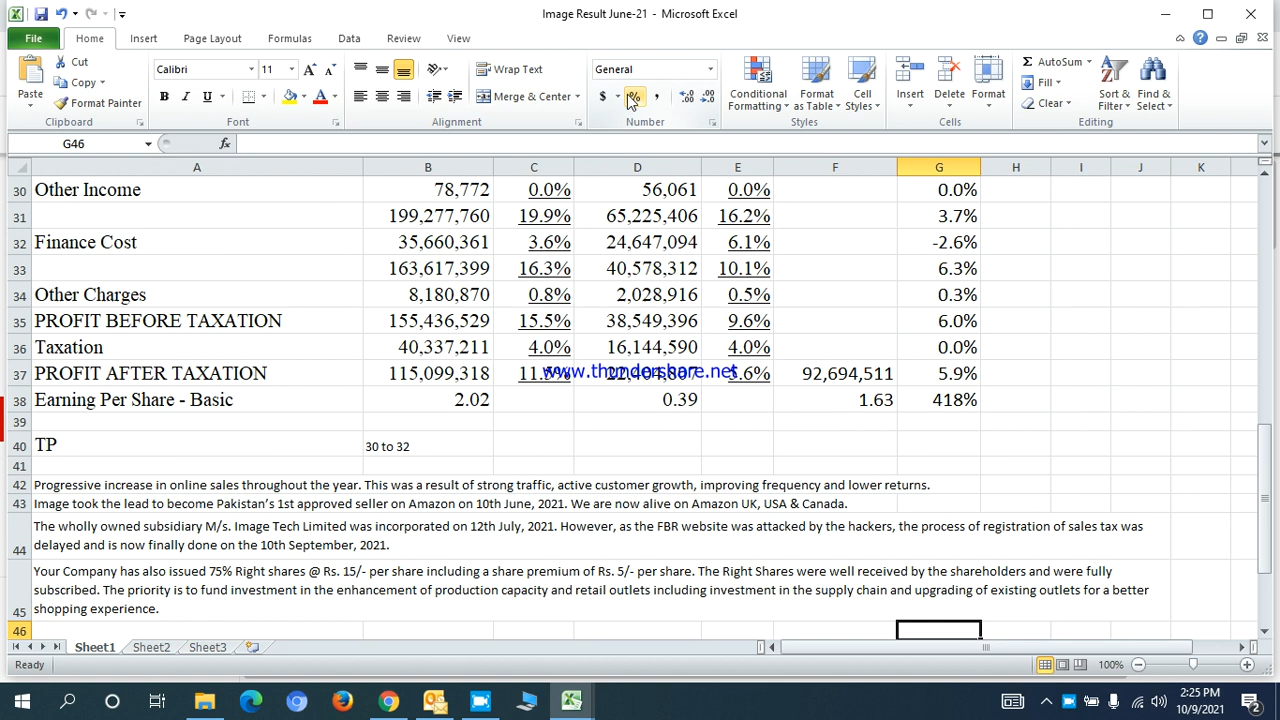 Image Result June-21 - Microsoft Excel
File Home Insert Page Layout Formulas Data Review View
Paste
Cut
Copy
Format Painter
Clipboard
Calibri 11
B I U
Font
Wrap Text
Merge & Center
Alignment
General
$ % ,
Number
Conditional Formatting
Format as Table
Cell Styles
Styles
Insert Delete Format
Cells
AutoSum
Fill
Clear
Sort & Filter
Find & Select
Editing
G46 fx
A B C D E F G H I J K
30 Other Income 78,772 0.0% 56,061 0.0% 0.0%
31 199,277,760 19.9% 65,225,406 16.2% 3.7%
32 Finance Cost 35,660,361 3.6% 24,647,094 6.1% -2.6%
33 163,617,399 16.3% 40,578,312 10.1% 6.3%
34 Other Charges 8,180,870 0.8% 2,028,916 0.5% 0.3%
35 PROFIT BEFORE TAXATION 155,436,529 15.5% 38,549,396 9.6% 6.0%
36 Taxation 40,337,211 4.0% 16,144,590 4.0% 0.0%
www.thundershare.net
37 PROFIT AFTER TAXATION 115,099,318 5.6% 92,694,511 5.9%
38 Earning Per Share - Basic 2.02 0.39 1.63 418%
39
40 TP 30 to 32
41
42 Progressive increase in online sales throughout the year. This was a result of strong traffic, active customer growth, improving frequency and lower returns.
43 Image took the lead to become Pakistan's 1st approved seller on Amazon on 10th June, 2021. We are now alive on Amazon UK, USA & Canada.
The wholly owned subsidiary M/s. Image Tech Limited was incorporated on 12th July, 2021. However, as the FBR website was attacked by the hackers, the process of registration of sales tax was
44 delayed and is now finally done on the 10th September, 2021.
Your Company has also issued 75% Right shares @ Rs. 15/- per share including a share premium of Rs. 5/- per share. The Right Shares were well received by the shareholders and were fully
subscribed. The priority is to fund investment in the enhancement of production capacity and retail outlets including investment in the supply chain and upgrading of existing outlets for a better
45 shopping experience.
46
Sheet1 Sheet2 Sheet3
Ready 100%
2:25 PM
10/9/2021
2